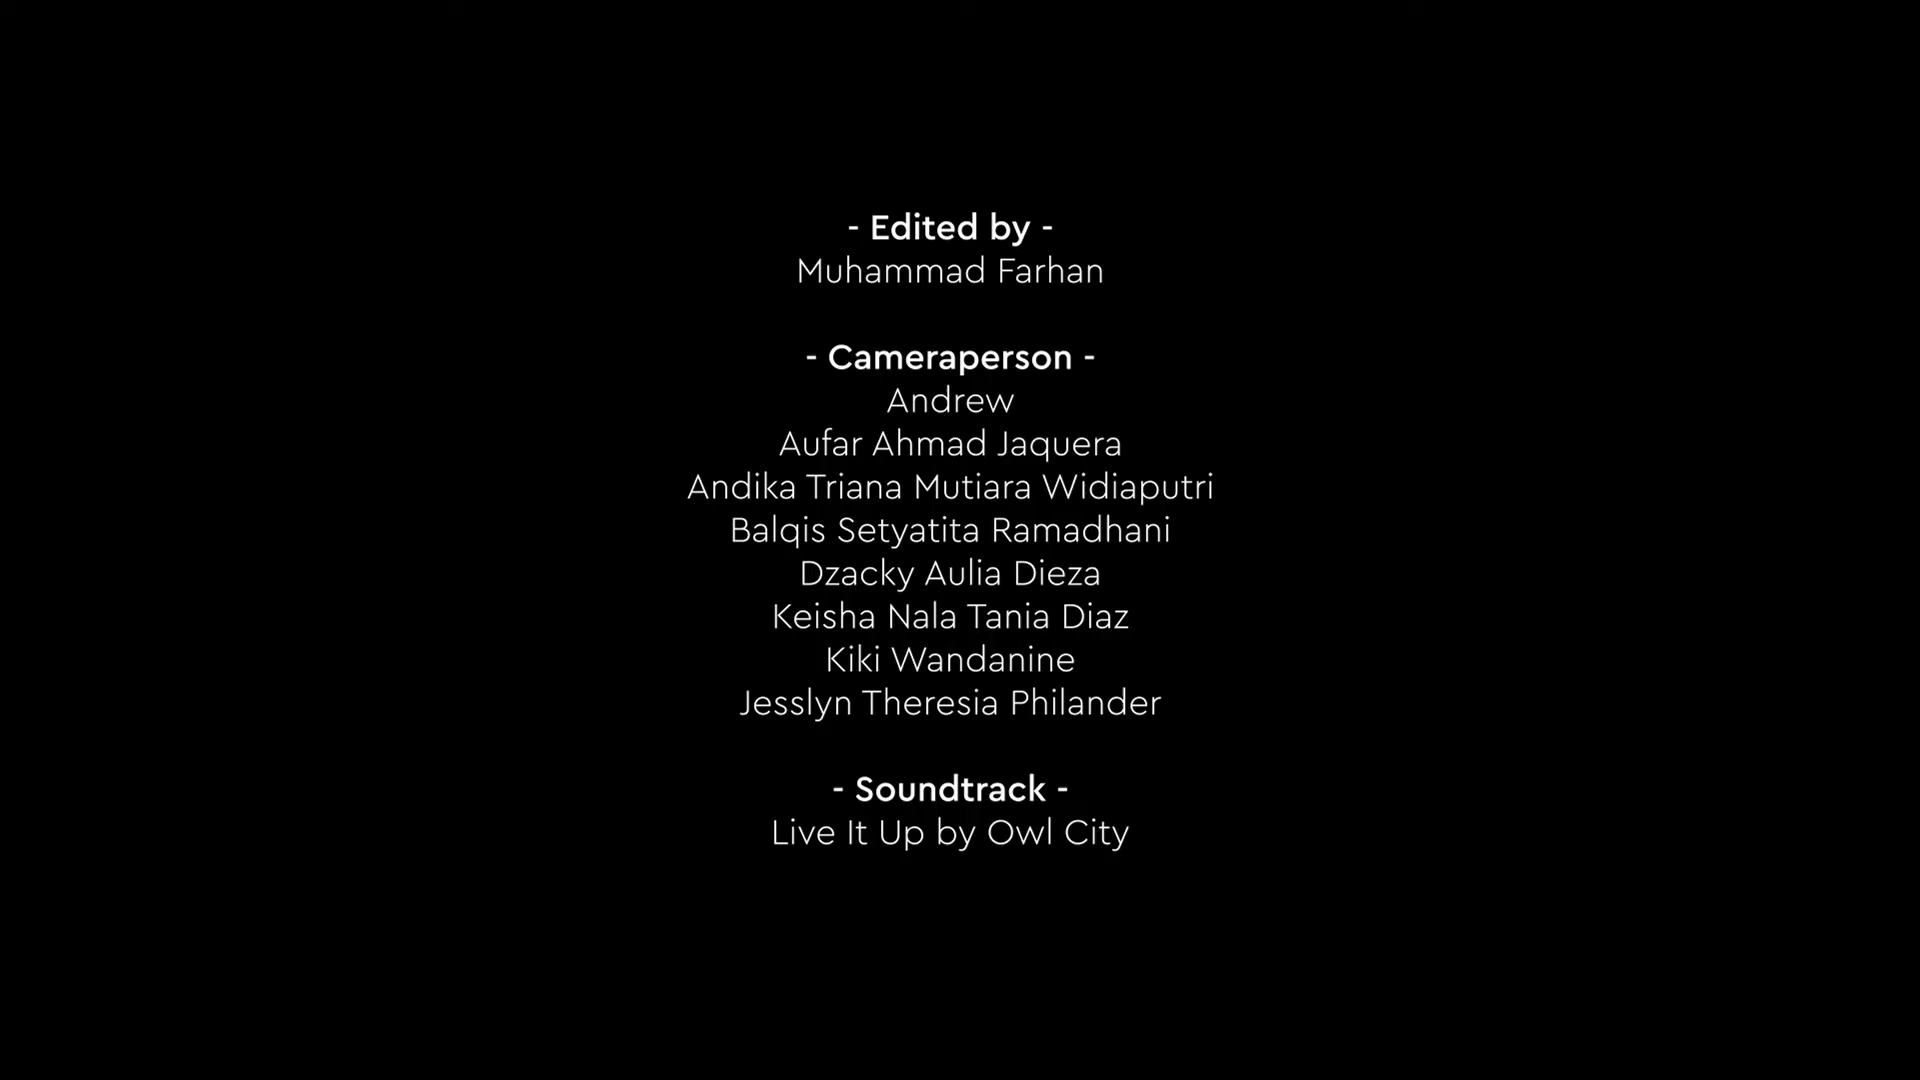 - Edited by -
Muhammad Farhan
- Cameraperson -
Andrew
Aufar Ahmad Jaquera
Andika Triana Mutiara Widiaputri
Balqis Setyatita Ramadhani
Dzacky Aulia Dieza
Keisha Nala Tania Diaz
Kiki Wandanine
Jesslyn Theresia Philander
- Soundtrack -
Live It Up by Owl City